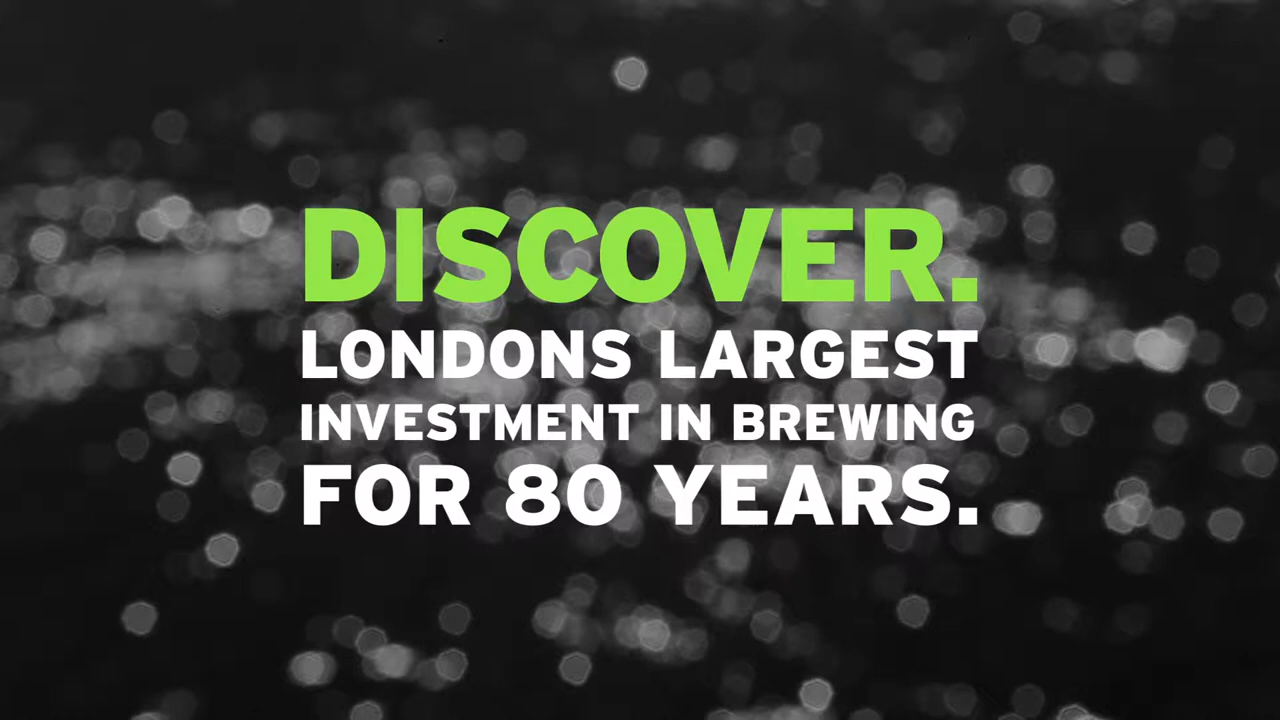 DISCOVER.
LONDONS LARGEST
INVESTMENT IN BREWING
FOR 80 YEARS.